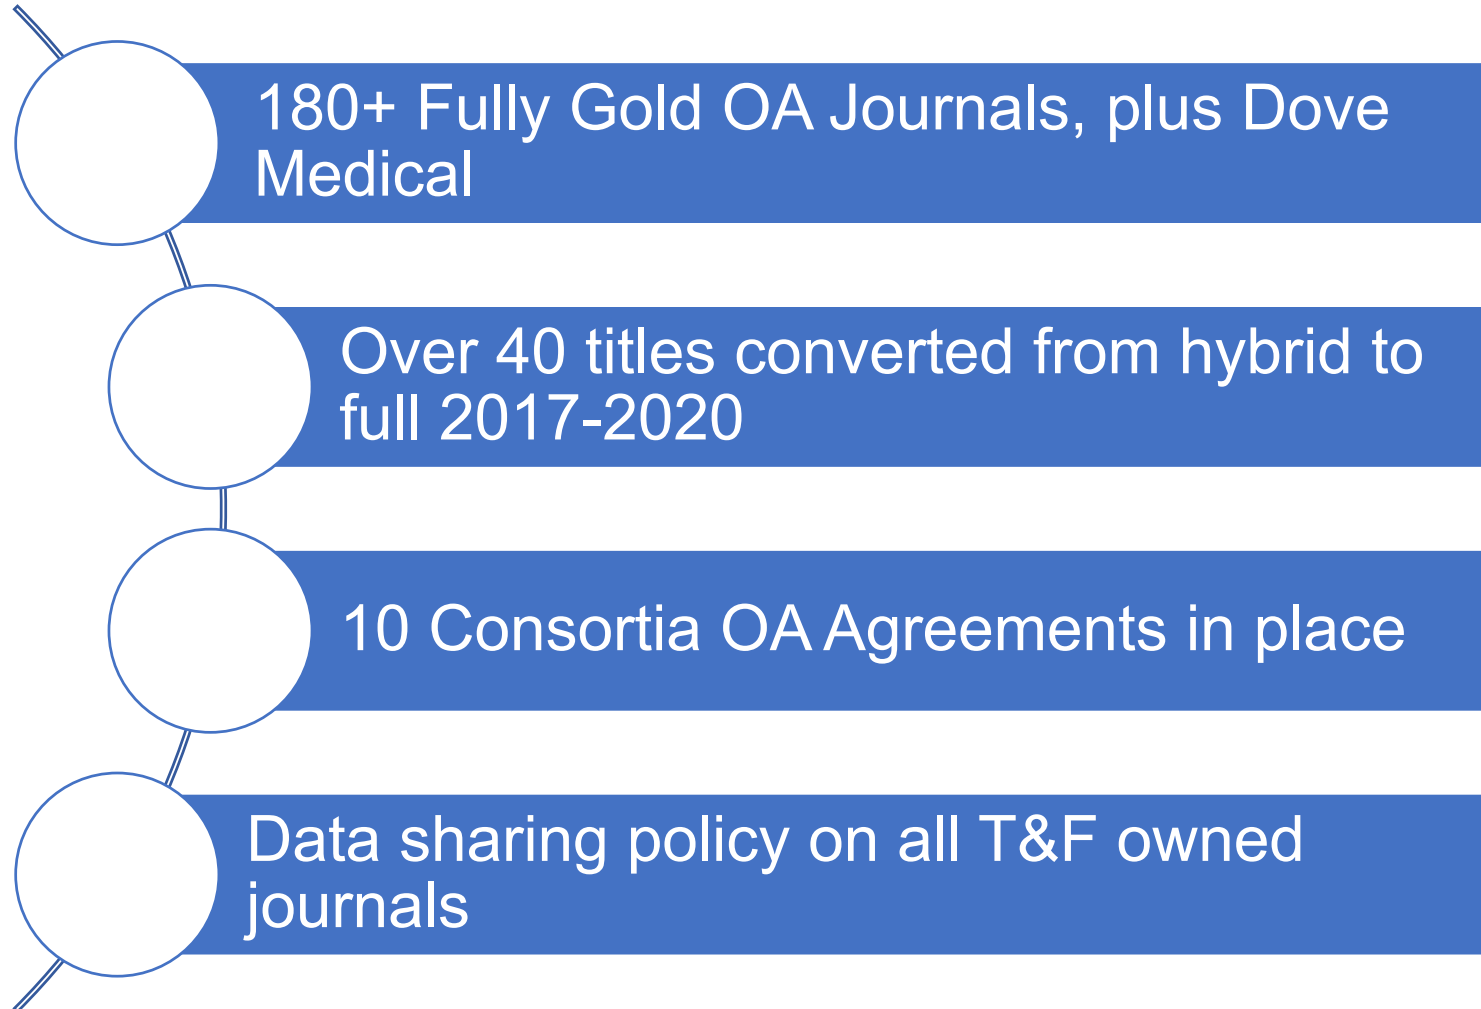 180+ Fully Gold OA Journals, plus Dove
Medical
Over 40 titles converted from hybrid to
full 2017-2020
10 Consortia OA Agreements in place
Data sharing policy on all T&F owned
journals